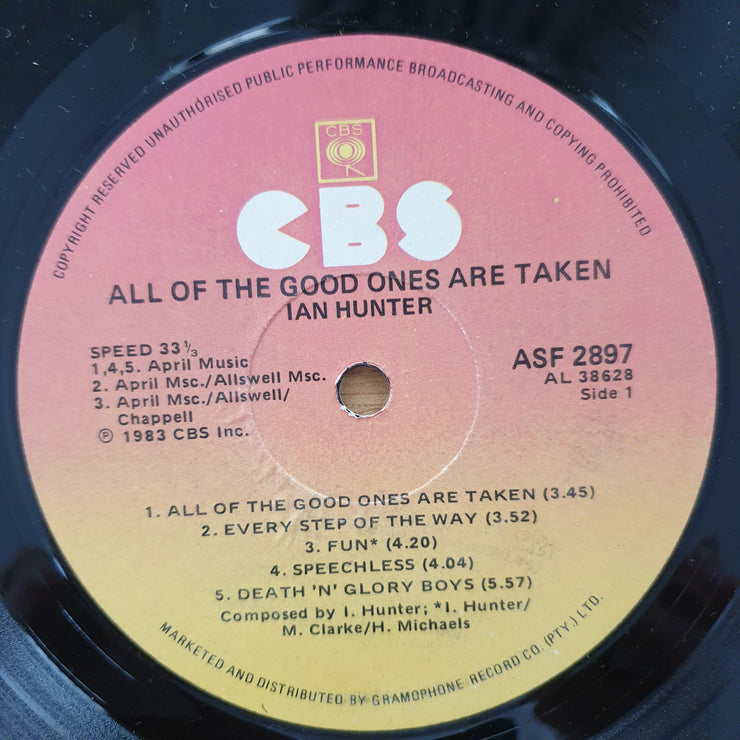 COPYRIGHT RESERVED UNAUTHORISED PUBLIC PERFORMANCE BROADCASTING AND COPYING PROHIBITED
CBS
CBS
ALL OF THE GOOD ONES ARE TAKEN
IAN HUNTER
SPEED 33⅓
1,4,5. April Music
2. April Msc./Allswell Msc.
3. April Msc./Allswell/
Chappell
Ⓟ 1983 CBS Inc.
ASF 2897
AL 38628
Side 1
1. ALL OF THE GOOD ONES ARE TAKEN (3.45)
2. EVERY STEP OF THE WAY (3.52)
3. FUN* (4.20)
4. SPEECHLESS (4.04)
5. DEATH 'N' GLORY BOYS (5.57)
Composed by I. Hunter; *I. Hunter/
M. Clarke/H. Michaels
MARKETED AND DISTRIBUTED BY GRAMOPHONE RECORD CO. (PTY.) LTD.